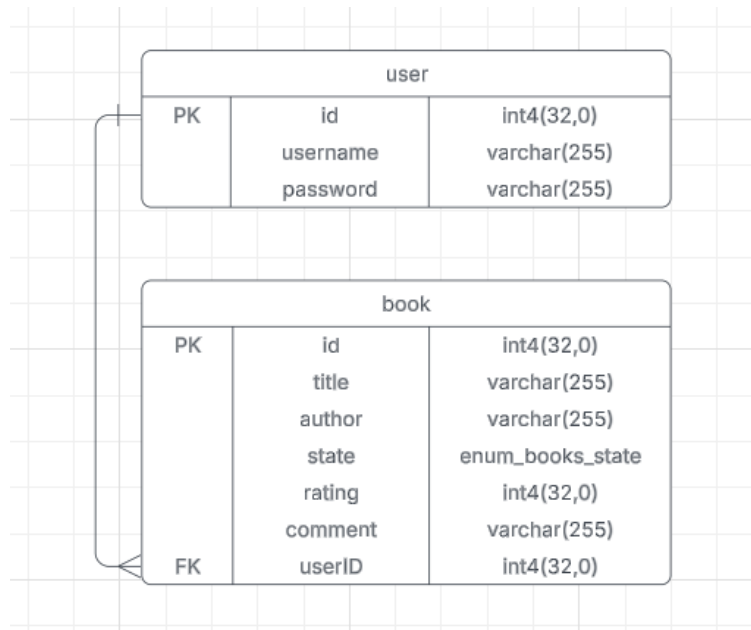 user
PK id int4(32,0)
username varchar(255)
password varchar(255)
book
PK id int4(32,0)
title varchar(255)
author varchar(255)
state enum_books_state
rating int4(32,0)
comment varchar(255)
FK userID int4(32,0)